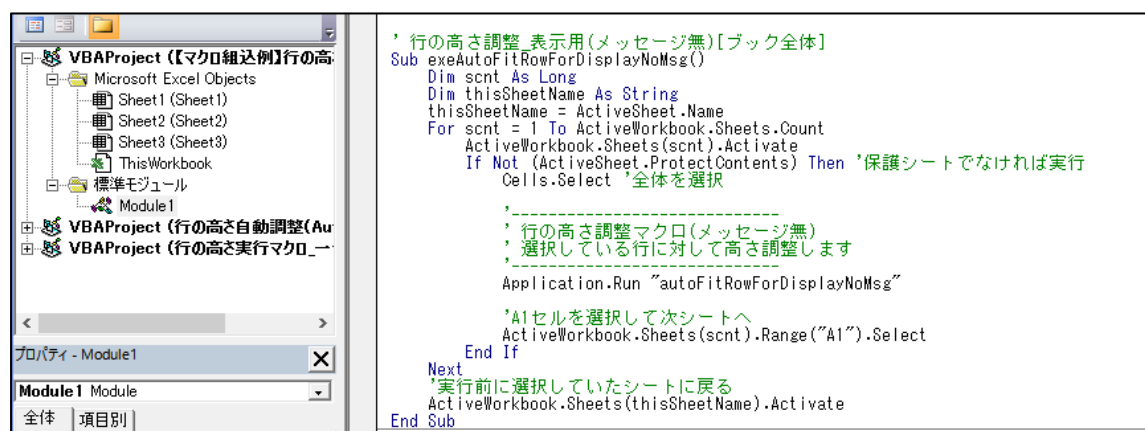 VBAProject (【マクロ組込例】行の高
Microsoft Excel Objects
Sheet1 (Sheet1)
Sheet2 (Sheet2)
Sheet3 (Sheet3)
ThisWorkbook
標準モジュール
Module1
VBAProject (行の高さ自動調整(Au
VBAProject (行の高さ実行マクロ_一
プロパティ - Module1
Module1 Module
全体
項目別
' 行の高さ調整_表示用(メッセージ無)[ブック全体]
Sub exeAutoFitRowForDisplayNoMsg()
Dim scnt As Long
Dim thisSheetName As String
thisSheetName = ActiveSheet.Name
For scnt = 1 To ActiveWorkbook.Sheets.Count
ActiveWorkbook.Sheets(scnt).Activate
If Not (ActiveSheet.ProtectContents) Then '保護シートでなければ実行
Cells.Select '全体を選択
'-----------------------------
' 行の高さ調整マクロ(メッセージ無)
' 選択している行に対して高さ調整します
'-----------------------------
Application.Run "autoFitRowForDisplayNoMsg"
'A1セルを選択して次シートへ
ActiveWorkbook.Sheets(scnt).Range("A1").Select
End If
Next
'実行前に選択していたシートに戻る
ActiveWorkbook.Sheets(thisSheetName).Activate
End Sub